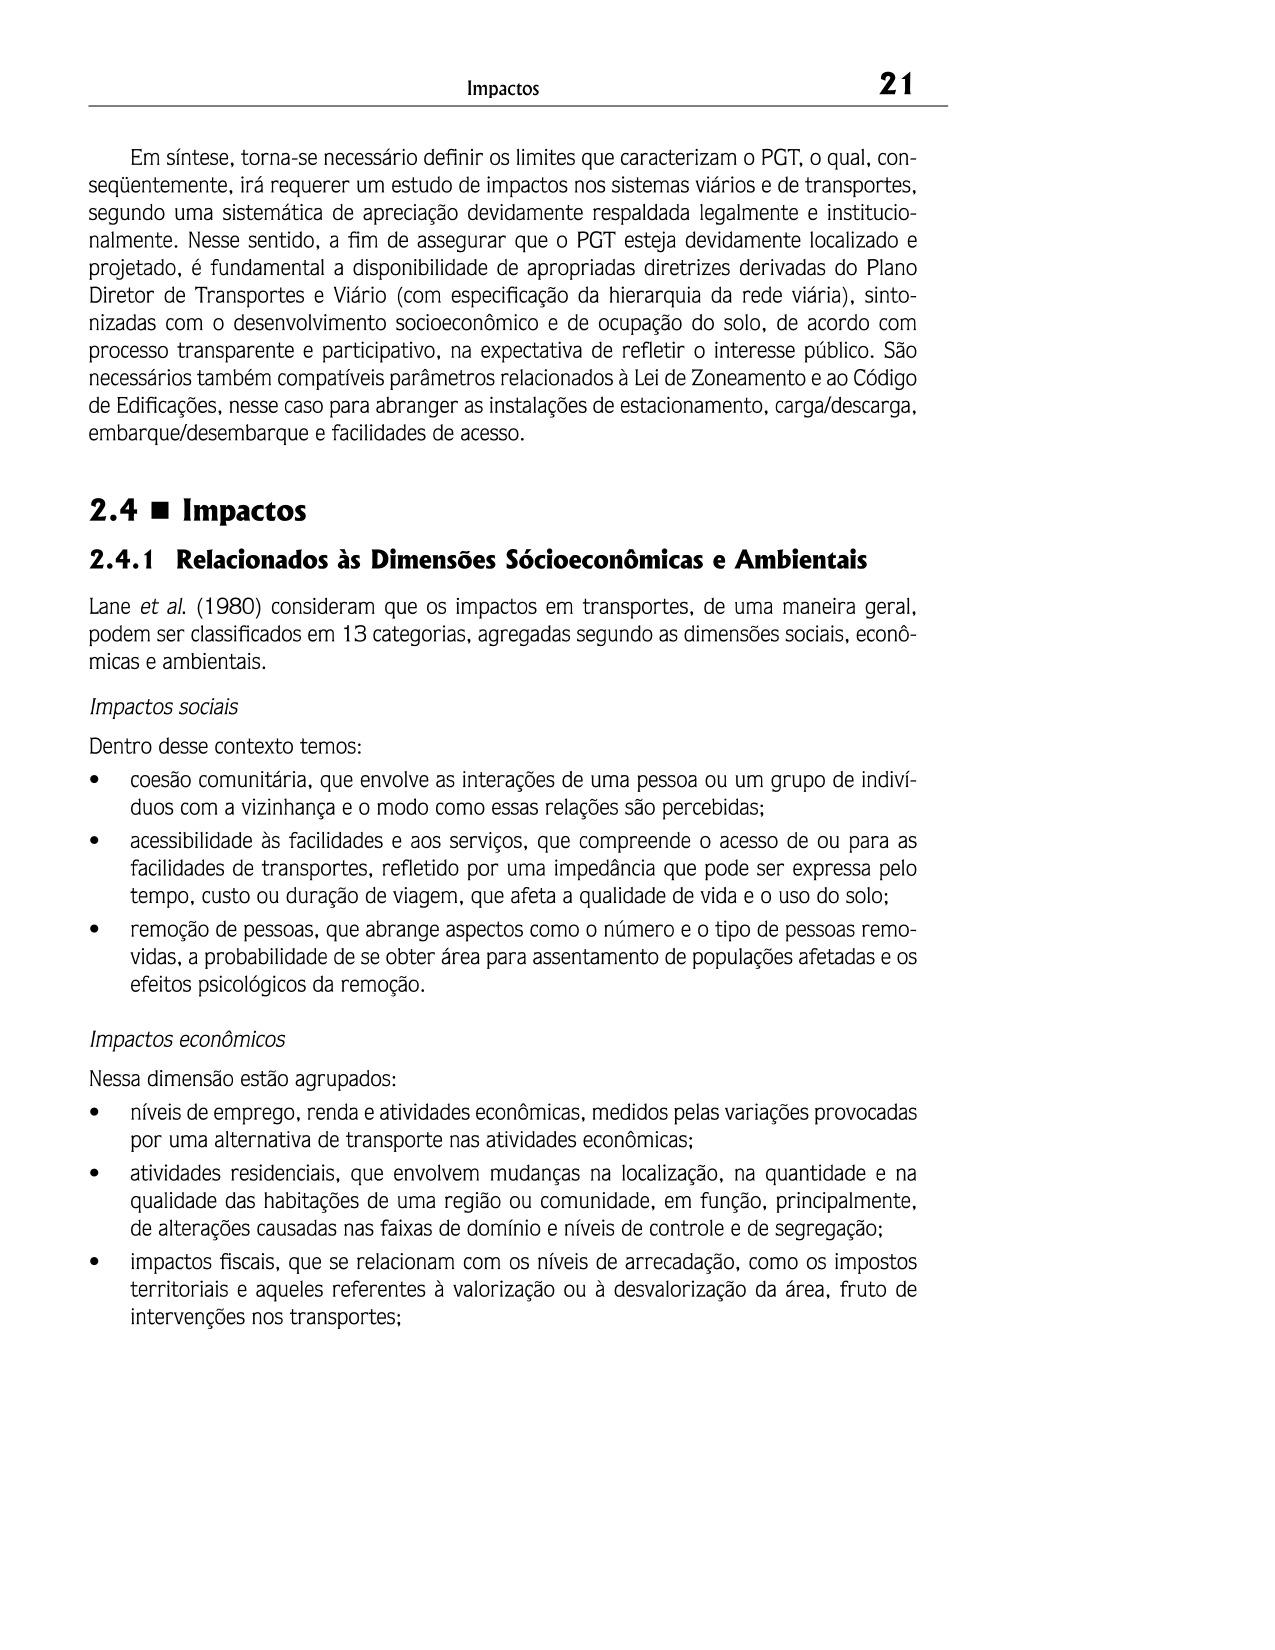 Impactos 21
Em síntese, torna-se necessário definir os limites que caracterizam o PGT, o qual, con-
seqüentemente, irá requerer um estudo de impactos nos sistemas viários e de transportes,
segundo uma sistemática de apreciação devidamente respaldada legalmente e institucio-
nalmente. Nesse sentido, a fim de assegurar que o PGT esteja devidamente localizado e
projetado, é fundamental a disponibilidade de apropriadas diretrizes derivadas do Plano
Diretor de Transportes e Viário (com especificação da hierarquia da rede viária), sinto-
nizadas com o desenvolvimento socioeconômico e de ocupação do solo, de acordo com
processo transparente e participativo, na expectativa de refletir o interesse público. São
necessários também compatíveis parâmetros relacionados à Lei de Zoneamento e ao Código
de Edificações, nesse caso para abranger as instalações de estacionamento, carga/descarga,
embarque/desembarque e facilidades de acesso.
2.4 ■ Impactos
2.4.1 Relacionados às Dimensões Sócioeconômicas e Ambientais
Lane et al. (1980) consideram que os impactos em transportes, de uma maneira geral,
podem ser classificados em 13 categorias, agregadas segundo as dimensões sociais, econô-
micas e ambientais.
Impactos sociais
Dentro desse contexto temos:
• coesão comunitária, que envolve as interações de uma pessoa ou um grupo de indiví-
duos com a vizinhança e o modo como essas relações são percebidas;
• acessibilidade às facilidades e aos serviços, que compreende o acesso de ou para as
facilidades de transportes, refletido por uma impedância que pode ser expressa pelo
tempo, custo ou duração de viagem, que afeta a qualidade de vida e o uso do solo;
• remoção de pessoas, que abrange aspectos como o número e o tipo de pessoas remo-
vidas, a probabilidade de se obter área para assentamento de populações afetadas e os
efeitos psicológicos da remoção.
Impactos econômicos
Nessa dimensão estão agrupados:
• níveis de emprego, renda e atividades econômicas, medidos pelas variações provocadas
por uma alternativa de transporte nas atividades econômicas;
• atividades residenciais, que envolvem mudanças na localização, na quantidade e na
qualidade das habitações de uma região ou comunidade, em função, principalmente,
de alterações causadas nas faixas de domínio e níveis de controle e de segregação;
• impactos fiscais, que se relacionam com os níveis de arrecadação, como os impostos
territoriais e aqueles referentes à valorização ou à desvalorização da área, fruto de
intervenções nos transportes;